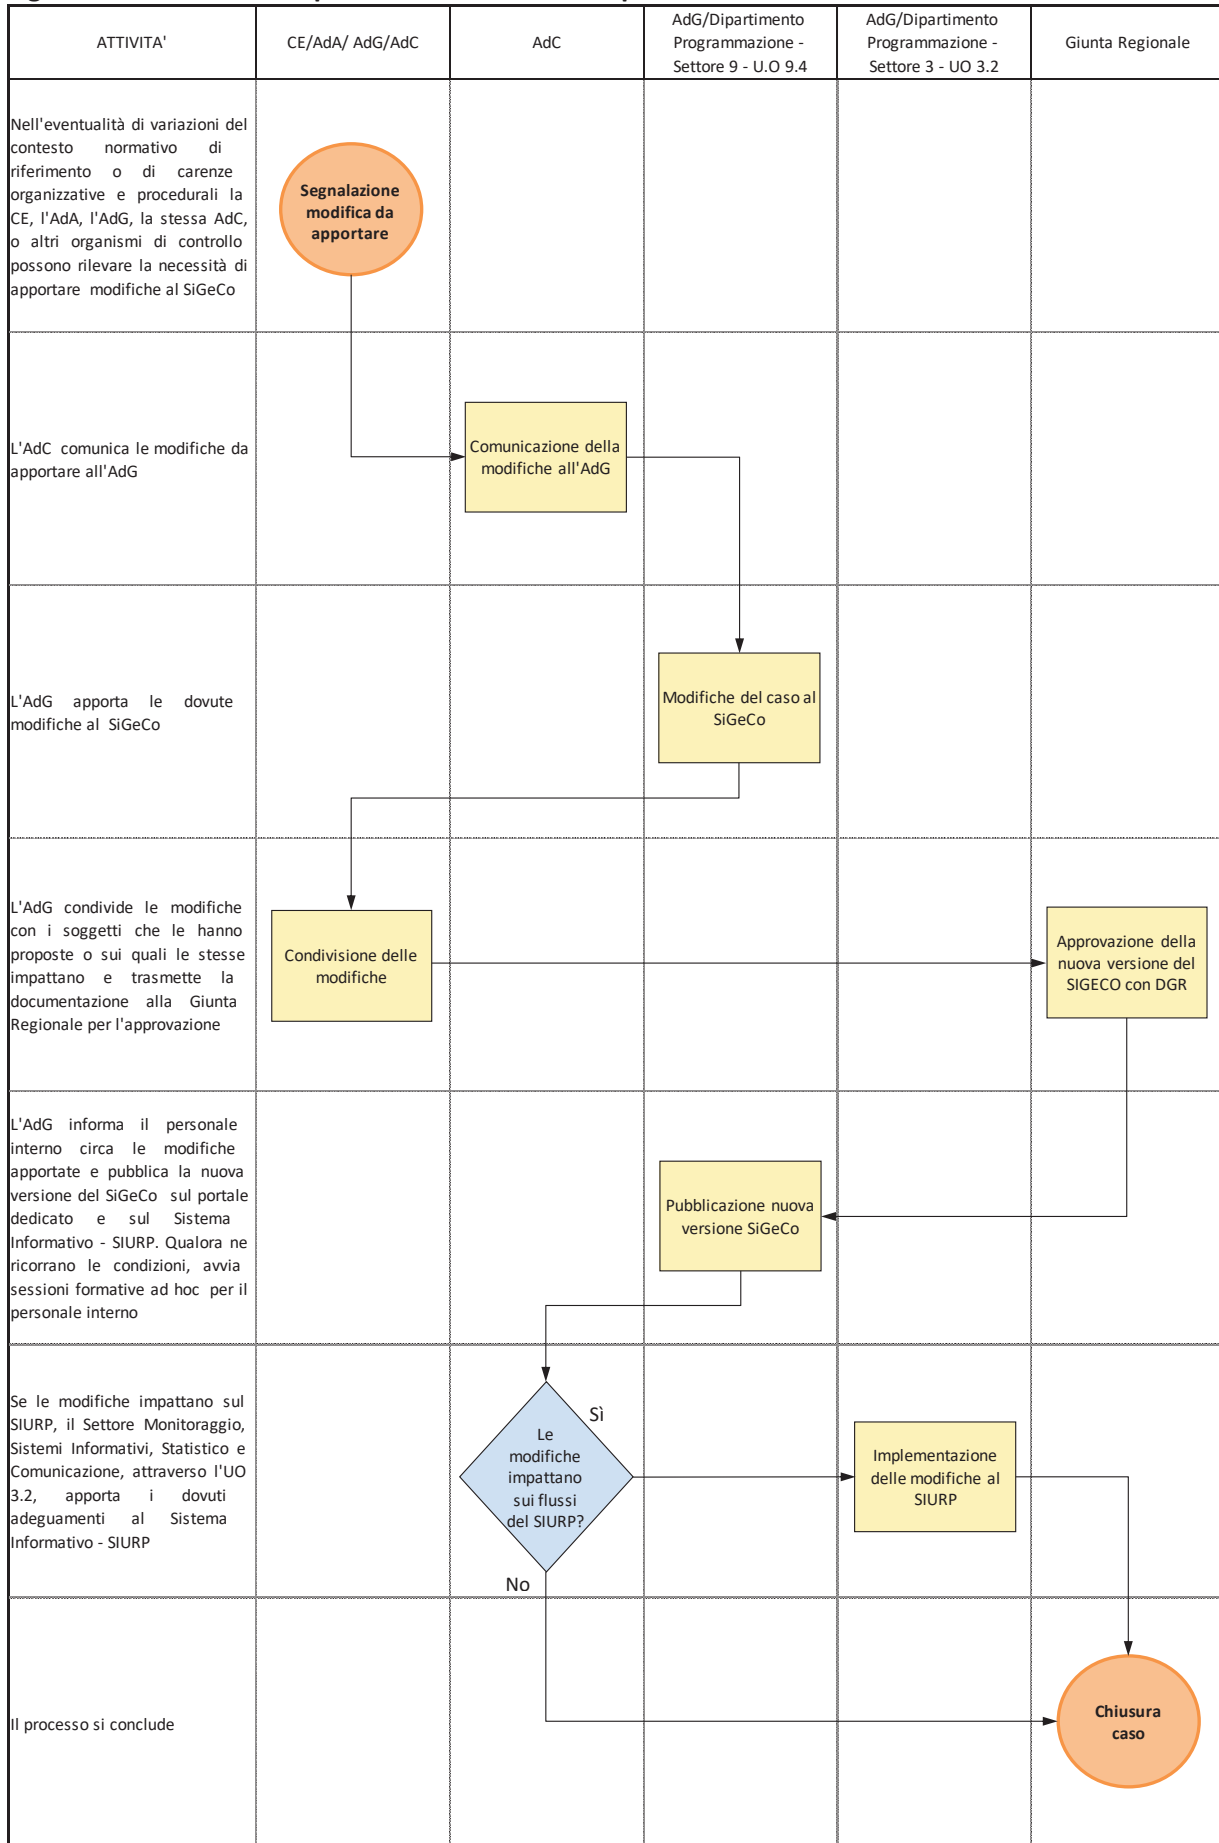 ATTIVITA'
CE/AdA/ AdG/AdC
AdC
AdG/Dipartimento
Programmazione -
Settore 9 - U.O 9.4
AdG/Dipartimento
Programmazione -
Settore 3 - UO 3.2
Giunta Regionale
Nell'eventualità di variazioni del
contesto normativo di
riferimento o di carenze
organizzative e procedurali la
CE, l'AdA, l'AdG, la stessa AdC,
o altri organismi di controllo
possono rilevare la necessità di
apportare modifiche al SiGeCo
Segnalazione
modifica da
apportare
L'AdC comunica le modifiche da
apportare all'AdG
Comunicazione della
modifiche all'AdG
L'AdG apporta le dovute
modifiche al SiGeCo
Modifiche del caso al
SiGeCo
L'AdG condivide le modifiche
con i soggetti che le hanno
proposte o sui quali le stesse
impattano e trasmette la
documentazione alla Giunta
Regionale per l'approvazione
Condivisione delle
modifiche
Approvazione della
nuova versione del
SIGECO con DGR
L'AdG informa il personale
interno circa le modifiche
apportate e pubblica la nuova
versione del SiGeCo sul portale
dedicato e sul Sistema
Informativo - SIURP. Qualora ne
ricorrano le condizioni, avvia
sessioni formative ad hoc per il
personale interno
Pubblicazione nuova
versione SiGeCo
Se le modifiche impattano sul
SIURP, il Settore Monitoraggio,
Sistemi Informativi, Statistico e
Comunicazione, attraverso l'UO
3.2, apporta i dovuti
adeguamenti al Sistema
Informativo - SIURP
Le
modifiche
impattano
sui flussi
del SIURP?
Sì
No
Implementazione
delle modifiche al
SIURP
Il processo si conclude
Chiusura
caso